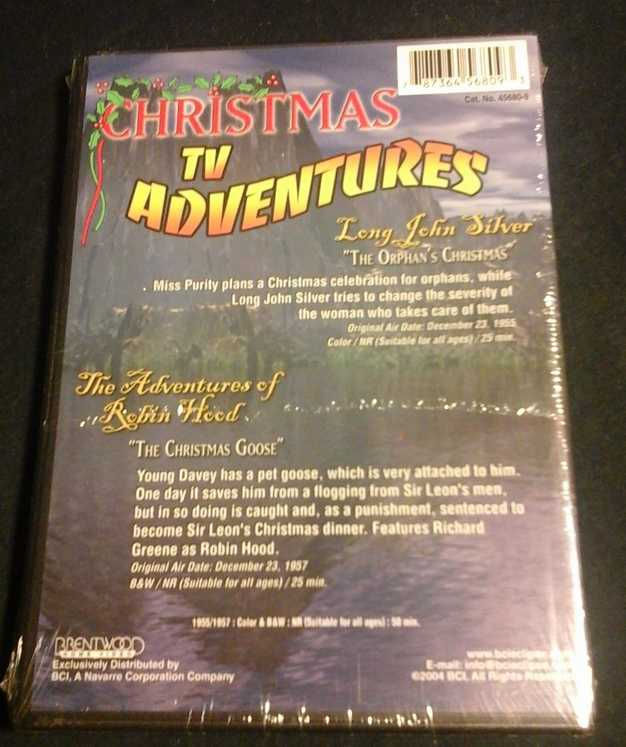 7 87364 56809 3
Cat. No. 45680-9
CHRISTMAS
TV
ADVENTURES
Long John Silver
"THE ORPHAN'S CHRISTMAS"
Miss Purity plans a Christmas celebration for orphans, while
Long John Silver tries to change the severity of
the woman who takes care of them.
Original Air Date: December 23, 1955
Color / NR (Suitable for all ages) / 25 min.
The Adventures of
Robin Hood
"THE CHRISTMAS GOOSE"
Young Davey has a pet goose, which is very attached to him.
One day it saves him from a flogging from Sir Leon's men,
but in so doing is caught and, as a punishment, sentenced to
become Sir Leon's Christmas dinner. Features Richard
Greene as Robin Hood.
Original Air Date: December 23, 1957
B&W / NR (Suitable for all ages) / 25 min.
1955/1957 : Color & B&W : NR (Suitable for all ages) : 50 min.
BRENTWOOD
HOME VIDEO
Exclusively Distributed by
BCI, A Navarre Corporation Company
E-mail:
©2004 BCI, All Rights